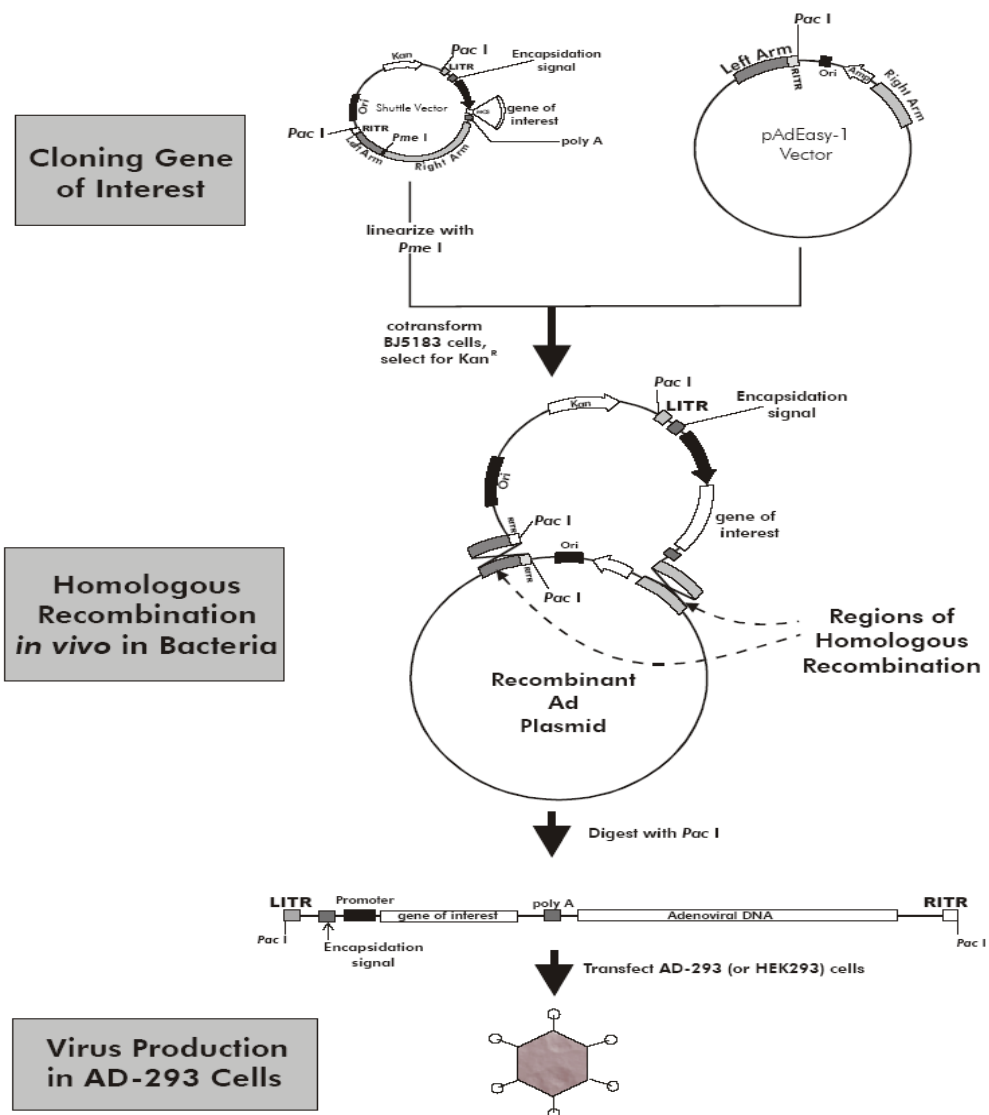 Cloning Gene
of Interest
Kan
Pac I
LITR
Encapsidation
signal
Shuttle Vector
MCS
gene of
interest
poly A
Ori
Pac I
RITR
Left Arm
Pme I
Right Arm
Pac I
Left Arm
RITR
Ori
Amp
Right Arm
pAdEasy-1
Vector
linearize with
Pme I
cotransform
BJ5183 cells,
select for Kanᴿ
Homologous
Recombination
in vivo in Bacteria
Kan
Pac I
LITR
Encapsidation
signal
Ori
gene of
interest
RITR
Pac I
Ori
RITR
Pac I
Regions of
Homologous
Recombination
Recombinant
Ad
Plasmid
Digest with Pac I
LITR
Promoter
gene of interest
poly A
Adenoviral DNA
RITR
Pac I
Encapsidation
signal
Pac I
Transfect AD-293 (or HEK293) cells
Virus Production
in AD-293 Cells